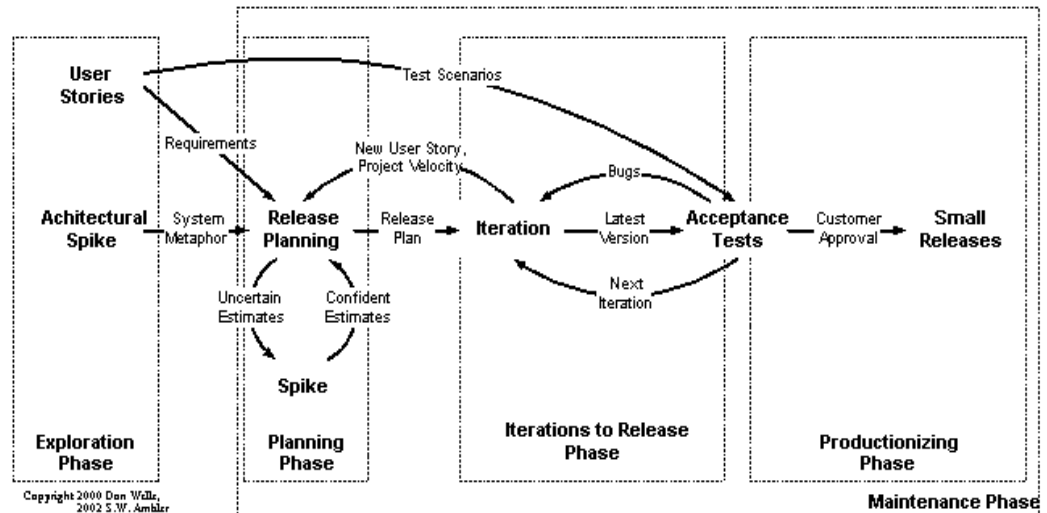 User
Stories
Test Scenarios
Requirements
New User Story,
Project Velocity
Bugs
Achitectural
Spike
System
Metaphor
Release
Planning
Release
Plan
Iteration
Latest
Version
Acceptance
Tests
Customer
Approval
Small
Releases
Uncertain
Estimates
Confident
Estimates
Next
Iteration
Spike
Exploration
Phase
Planning
Phase
Iterations to Release
Phase
Productionizing
Phase
Copyright 2000 Don Wells,
2002 S.W. Ambler
Maintenance Phase